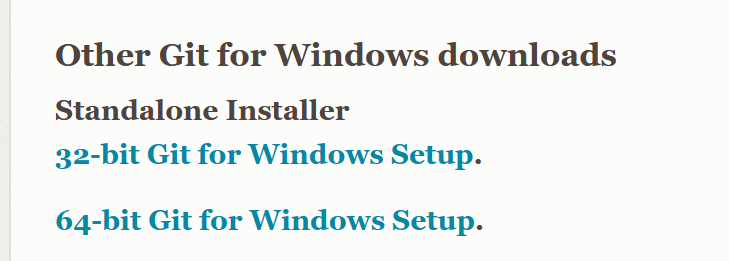 Other Git for Windows downloads
Standalone Installer
32-bit Git for Windows Setup.
64-bit Git for Windows Setup.